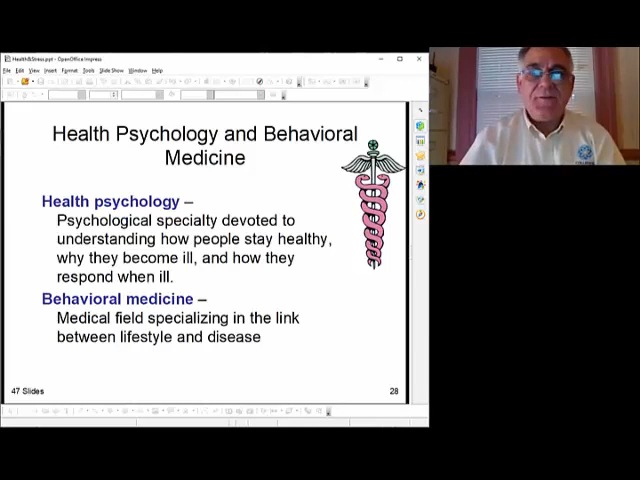 Health&Stress.ppt - OpenOffice Impress
File Edit View Insert Format Tools Slide Show Window Help
Health Psychology and Behavioral
Medicine
Health psychology –
Psychological specialty devoted to
understanding how people stay healthy,
why they become ill, and how they
respond when ill.
Behavioral medicine –
Medical field specializing in the link
between lifestyle and disease
47 Slides
28